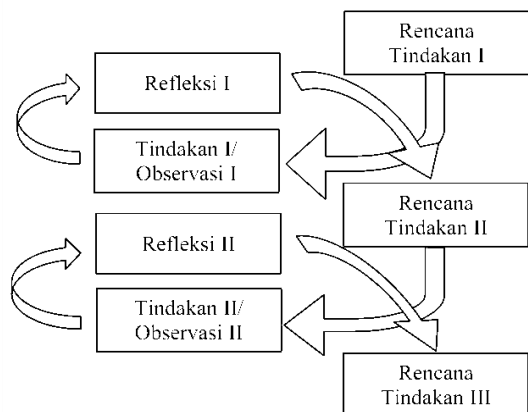 Rencana
Tindakan I
Refleksi I
Tindakan I/
Observasi I
Rencana
Tindakan II
Refleksi II
Tindakan II/
Observasi II
Rencana
Tindakan III